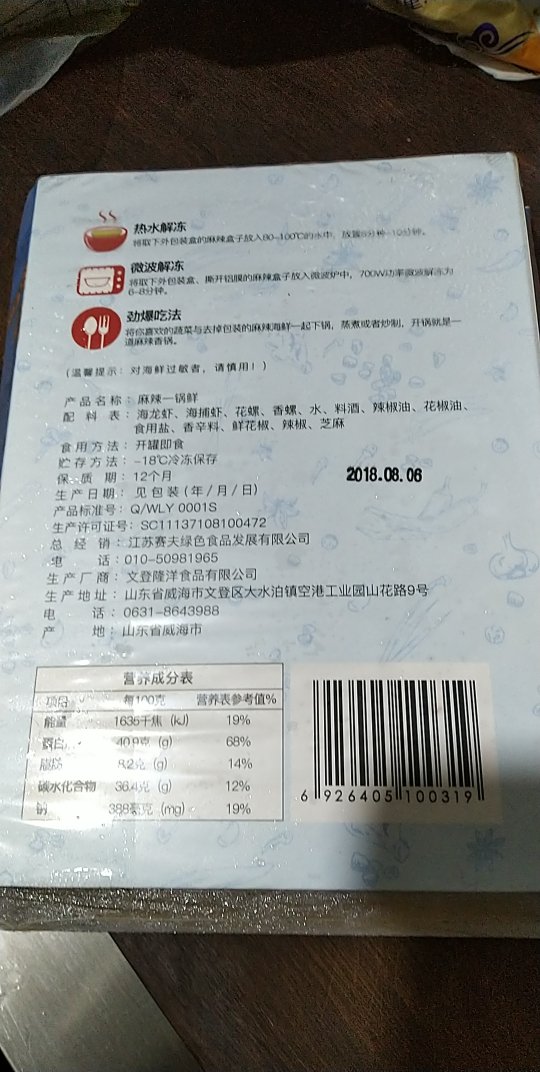 热水解冻
将取下外包装盒的麻辣盒子放入80-100℃的水中，放置8分钟-10分钟。
微波解冻
将取下外包装盒、撕开铝膜的麻辣盒子放入微波炉中，700W功率微波解冻为
6-8分钟。
劲爆吃法
将你喜欢的蔬菜与去掉包装的麻辣海鲜一起下锅，蒸煮或者炒制，开锅就是一
道麻辣香锅。
(温馨提示：对海鲜过敏者，请慎用！)
产品名称：麻辣一锅鲜
配料表：海龙虾、海捕虾、花螺、香螺、水、料酒、辣椒油、花椒油、
食用盐、香辛料、鲜花椒、辣椒、芝麻
食用方法：开罐即食
贮存方法：-18℃冷冻保存
保质期：12个月
2018.08.06
生产日期：见包装(年/月/日)
产品标准号：Q/WLY 0001S
生产许可证号：SC11137108100472
总经销：江苏赛夫绿色食品发展有限公司
电话：010-50981965
生产厂商：文登隆洋食品有限公司
生产地址：山东省威海市文登区大水泊镇空港工业园山花路9号
电话：0631-8643988
产地：山东省威海市
营养成分表
项目 每100克 营养表参考值%
能量 1635千焦 (kJ) 19%
蛋白 40.9克 (g) 68%
脂肪 8.2克 (g) 14%
碳水化合物 36.4克 (g) 12%
钠 388毫克 (mg) 19%
6 926405 100319